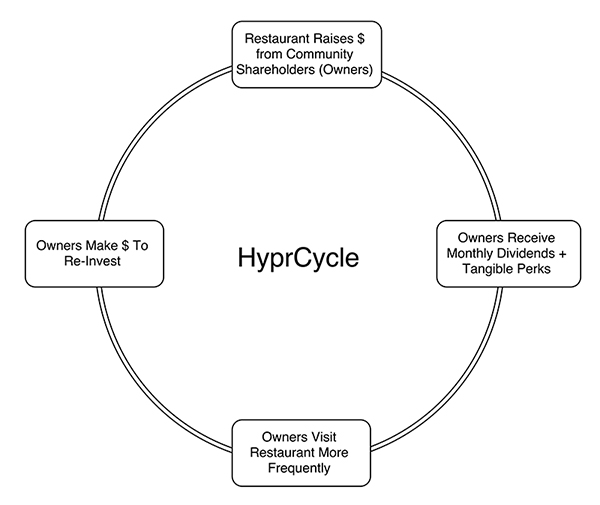 Restaurant Raises $
from Community
Shareholders (Owners)
Owners Make $ To
Re-Invest
HyprCycle
Owners Receive
Monthly Dividends +
Tangible Perks
Owners Visit
Restaurant More
Frequently